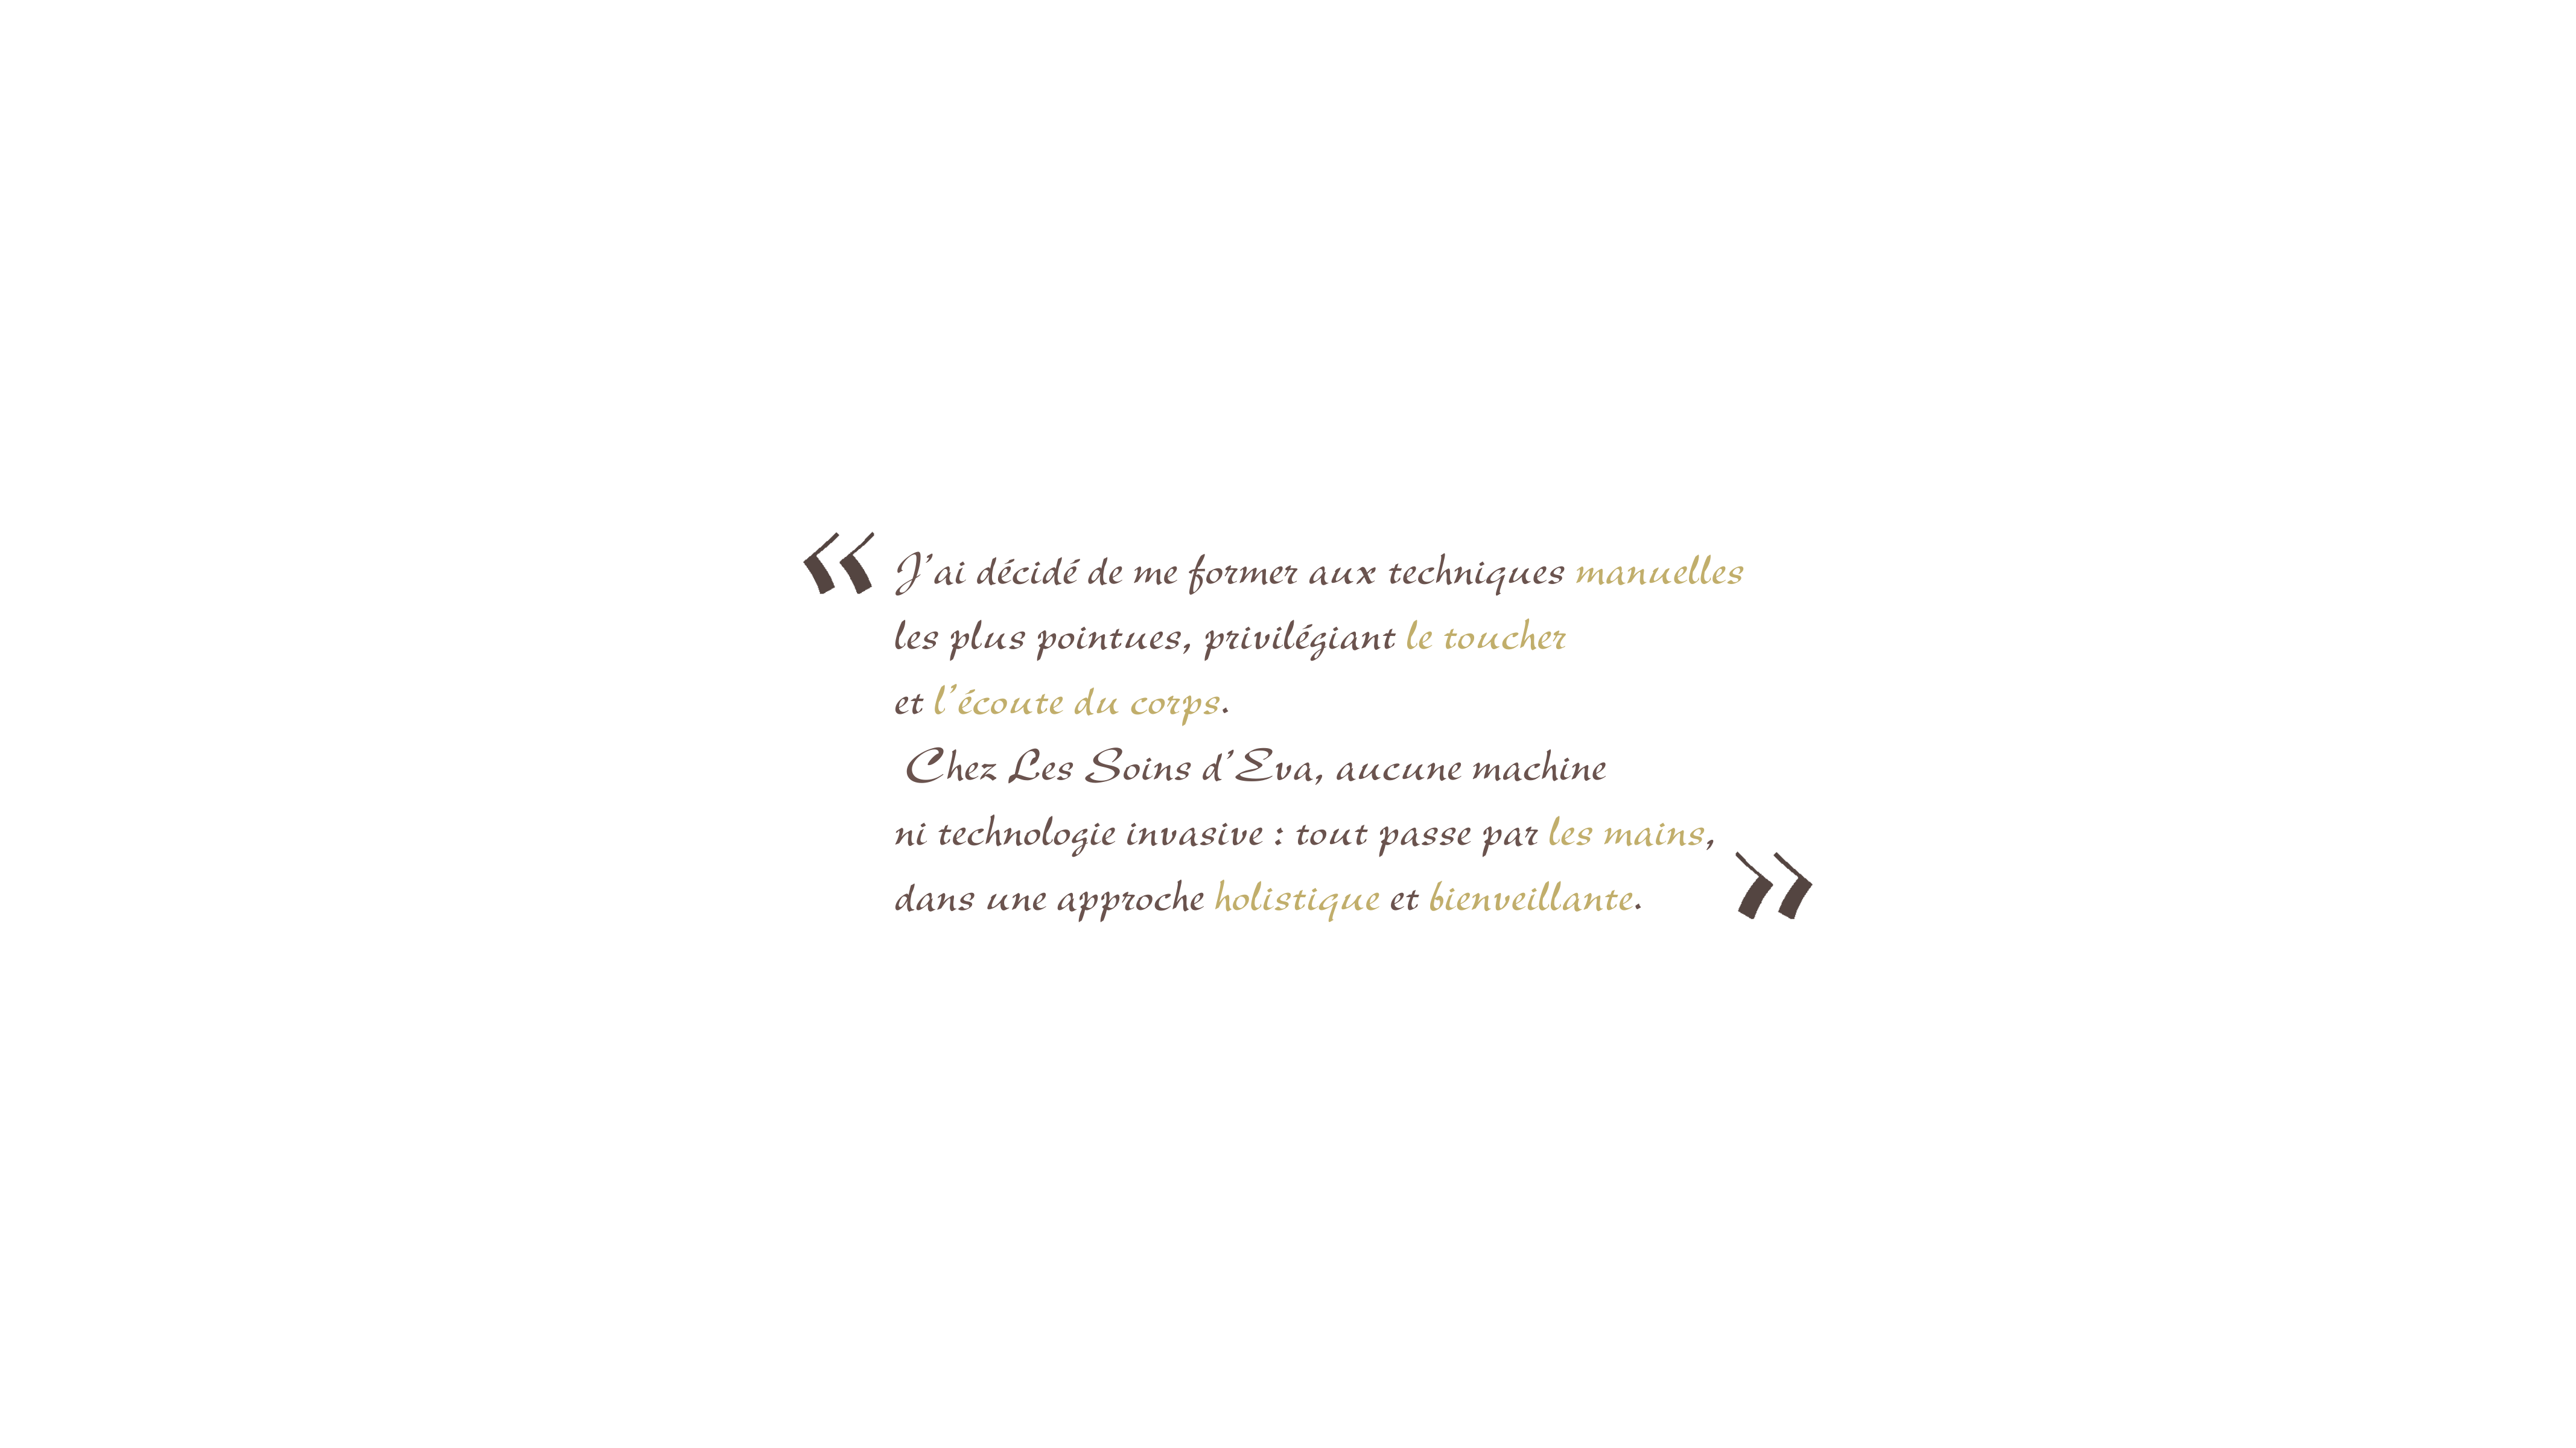 « J’ai décidé de me former aux techniques manuelles
les plus pointues, privilégiant le toucher
et l’écoute du corps.
Chez Les Soins d’Eva, aucune machine
ni technologie invasive : tout passe par les mains,
dans une approche holistique et bienveillante. »